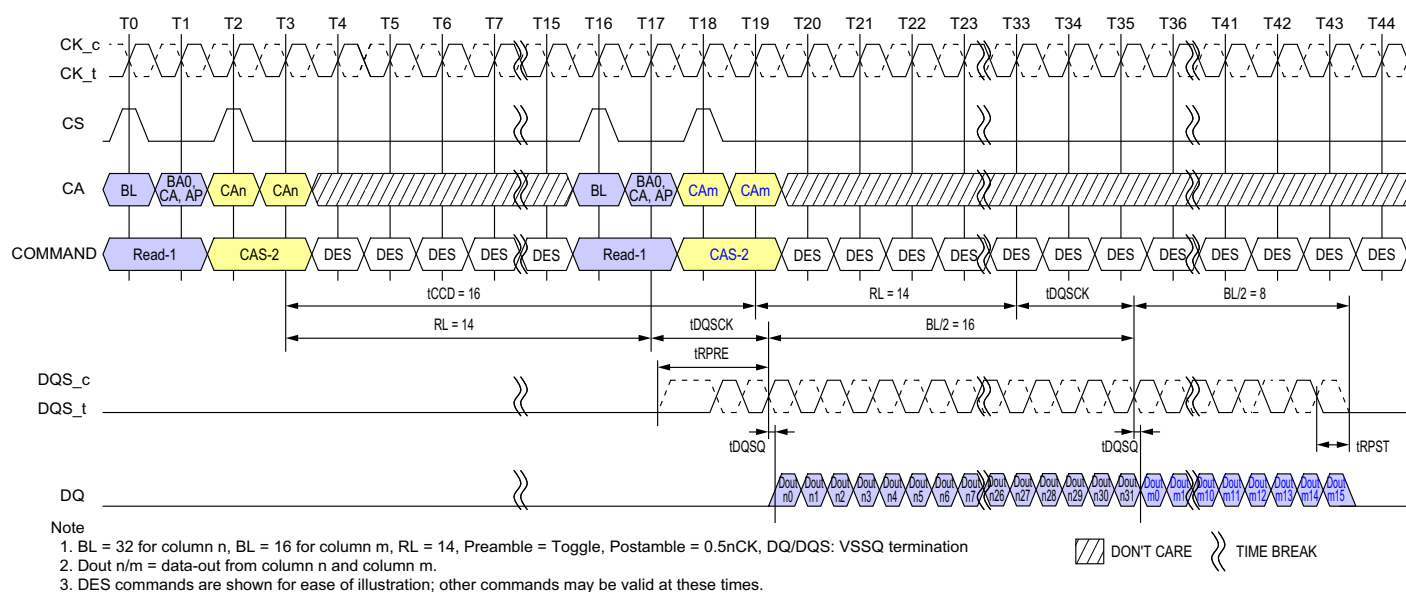 T0 T1 T2 T3 T4 T5 T6 T7 T15 T16 T17 T18 T19 T20 T21 T22 T23 T33 T34 T35 T36 T41 T42 T43 T44
CK_c
CK_t
CS
CA BL BA0, CA, AP CAn CAn BL BA0, CA, AP CAm CAm
COMMAND Read-1 CAS-2 DES DES DES DES DES Read-1 CAS-2 DES DES DES DES DES DES DES DES DES DES DES DES
tCCD = 16 RL = 14 tDQSCK BL/2 = 8
RL = 14 tDQSCK BL/2 = 16
tRPRE
DQS_c
DQS_t
tDQSQ tDQSQ tRPST
DQ Dout n0 Dout n1 Dout n2 Dout n3 Dout n4 Dout n5 Dout n6 Dout n7 Dout n26 Dout n27 Dout n28 Dout n29 Dout n30 Dout n31 Dout m0 Dout m1 Dout m10 Dout m11 Dout m12 Dout m13 Dout m14 Dout m15
Note
1. BL = 32 for column n, BL = 16 for column m, RL = 14, Preamble = Toggle, Postamble = 0.5nCK, DQ/DQS: VSSQ termination
2. Dout n/m = data-out from column n and column m.
3. DES commands are shown for ease of illustration; other commands may be valid at these times.
DON'T CARE TIME BREAK